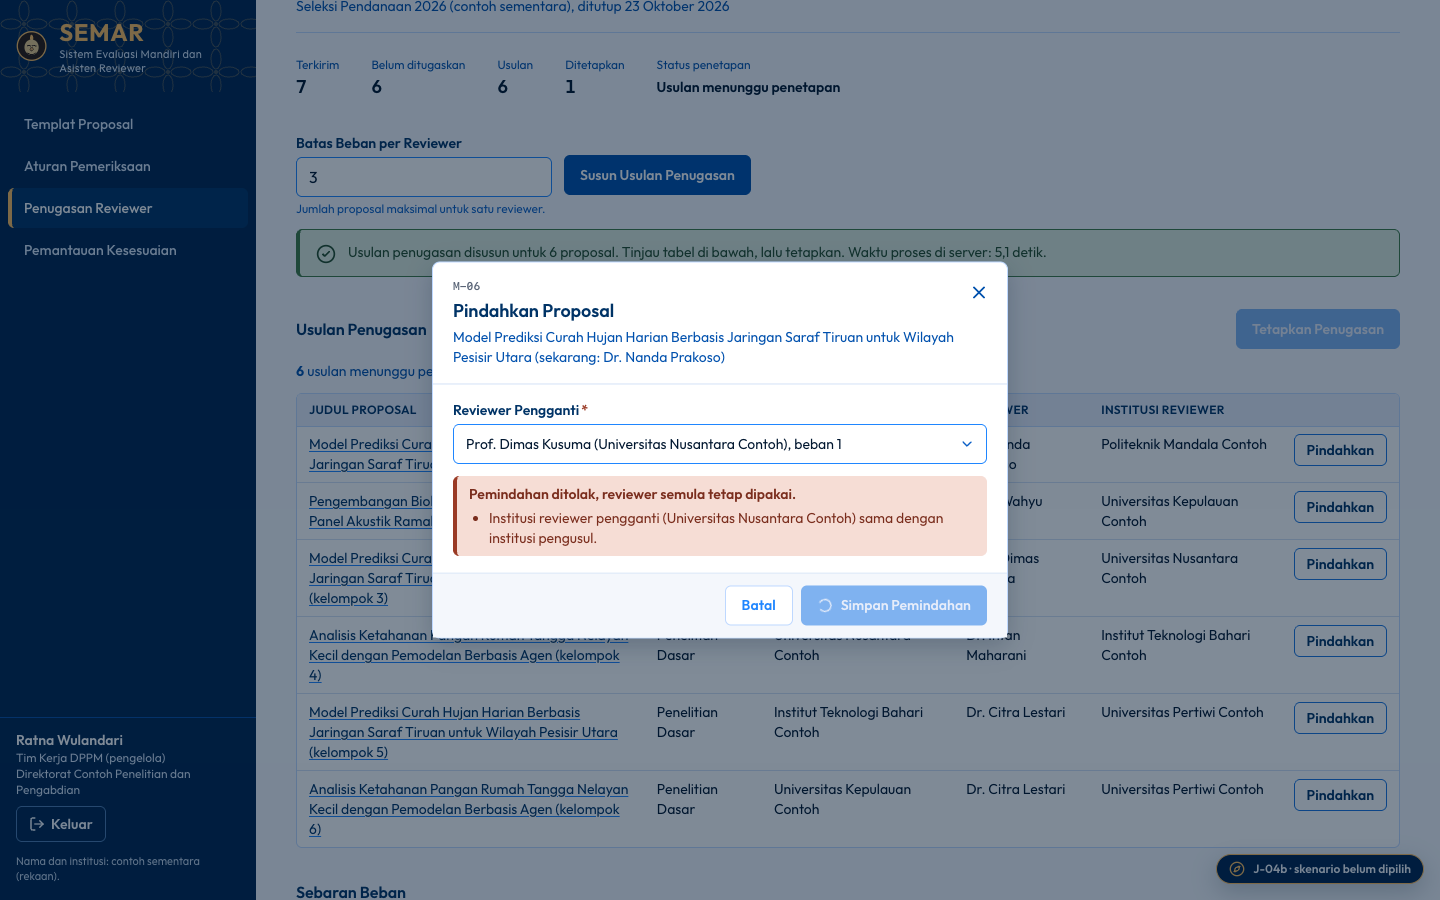 SEMAR
Sistem Evaluasi Mandiri dan
Asisten Reviewer
Templat Proposal
Aturan Pemeriksaan
Penugasan Reviewer
Pemantauan Kesesuaian
Ratna Wulandari
Tim Kerja DPPM (pengelola)
Direktorat Contoh Penelitian dan
Pengabdian
Keluar
Nama dan institusi: contoh sementara
(rekaan).
Seleksi Pendanaan 2026 (contoh sementara), ditutup 23 Oktober 2026
Terkirim
7
Belum ditugaskan
6
Usulan
6
Ditetapkan
1
Status penetapan
Usulan menunggu penetapan
Batas Beban per Reviewer
3
Susun Usulan Penugasan
Jumlah proposal maksimal untuk satu reviewer.
Usulan penugasan disusun untuk 6 proposal. Tinjau tabel di bawah, lalu tetapkan. Waktu proses di server: 5,1 detik.
Usulan Penugasan
Tetapkan Penugasan
6 usulan menunggu
M-06
Pindahkan Proposal
Model Prediksi Curah Hujan Harian Berbasis Jaringan Saraf Tiruan untuk Wilayah
Pesisir Utara (sekarang: Dr. Nanda Prakoso)
Reviewer Pengganti *
Prof. Dimas Kusuma (Universitas Nusantara Contoh), beban 1
Pemindahan ditolak, reviewer semula tetap dipakai.
• Institusi reviewer pengganti (Universitas Nusantara Contoh) sama dengan
institusi pengusul.
Batal
Simpan Pemindahan
JUDUL PROPOSAL
INSTITUSI REVIEWER
Model Prediksi
Politeknik Mandala Contoh
Pindahkan
Jaringan Saraf
Pengembangan
Wahyu
Universitas Kepulauan
Contoh
Pindahkan
Panel Akustik
Model Prediksi
Dimas
Universitas Nusantara
Contoh
Pindahkan
Jaringan Saraf
(kelompok 3)
Analisis Ketahanan Pangan Rumah Tangga Nelayan
Kecil dengan Pemodelan Berbasis Agen (kelompok
4)
Penelitian
Dasar
Universitas Nusantara
Contoh
Maharani
Institut Teknologi Bahari
Contoh
Pindahkan
Model Prediksi Curah Hujan Harian Berbasis
Jaringan Saraf Tiruan untuk Wilayah Pesisir Utara
(kelompok 5)
Penelitian
Dasar
Institut Teknologi Bahari
Contoh
Dr. Citra Lestari
Universitas Pertiwi Contoh
Pindahkan
Analisis Ketahanan Pangan Rumah Tangga Nelayan
Kecil dengan Pemodelan Berbasis Agen (kelompok
6)
Penelitian
Dasar
Universitas Kepulauan
Contoh
Dr. Citra Lestari
Universitas Pertiwi Contoh
Pindahkan
Sebaran Beban
J-04b · skenario belum dipilih